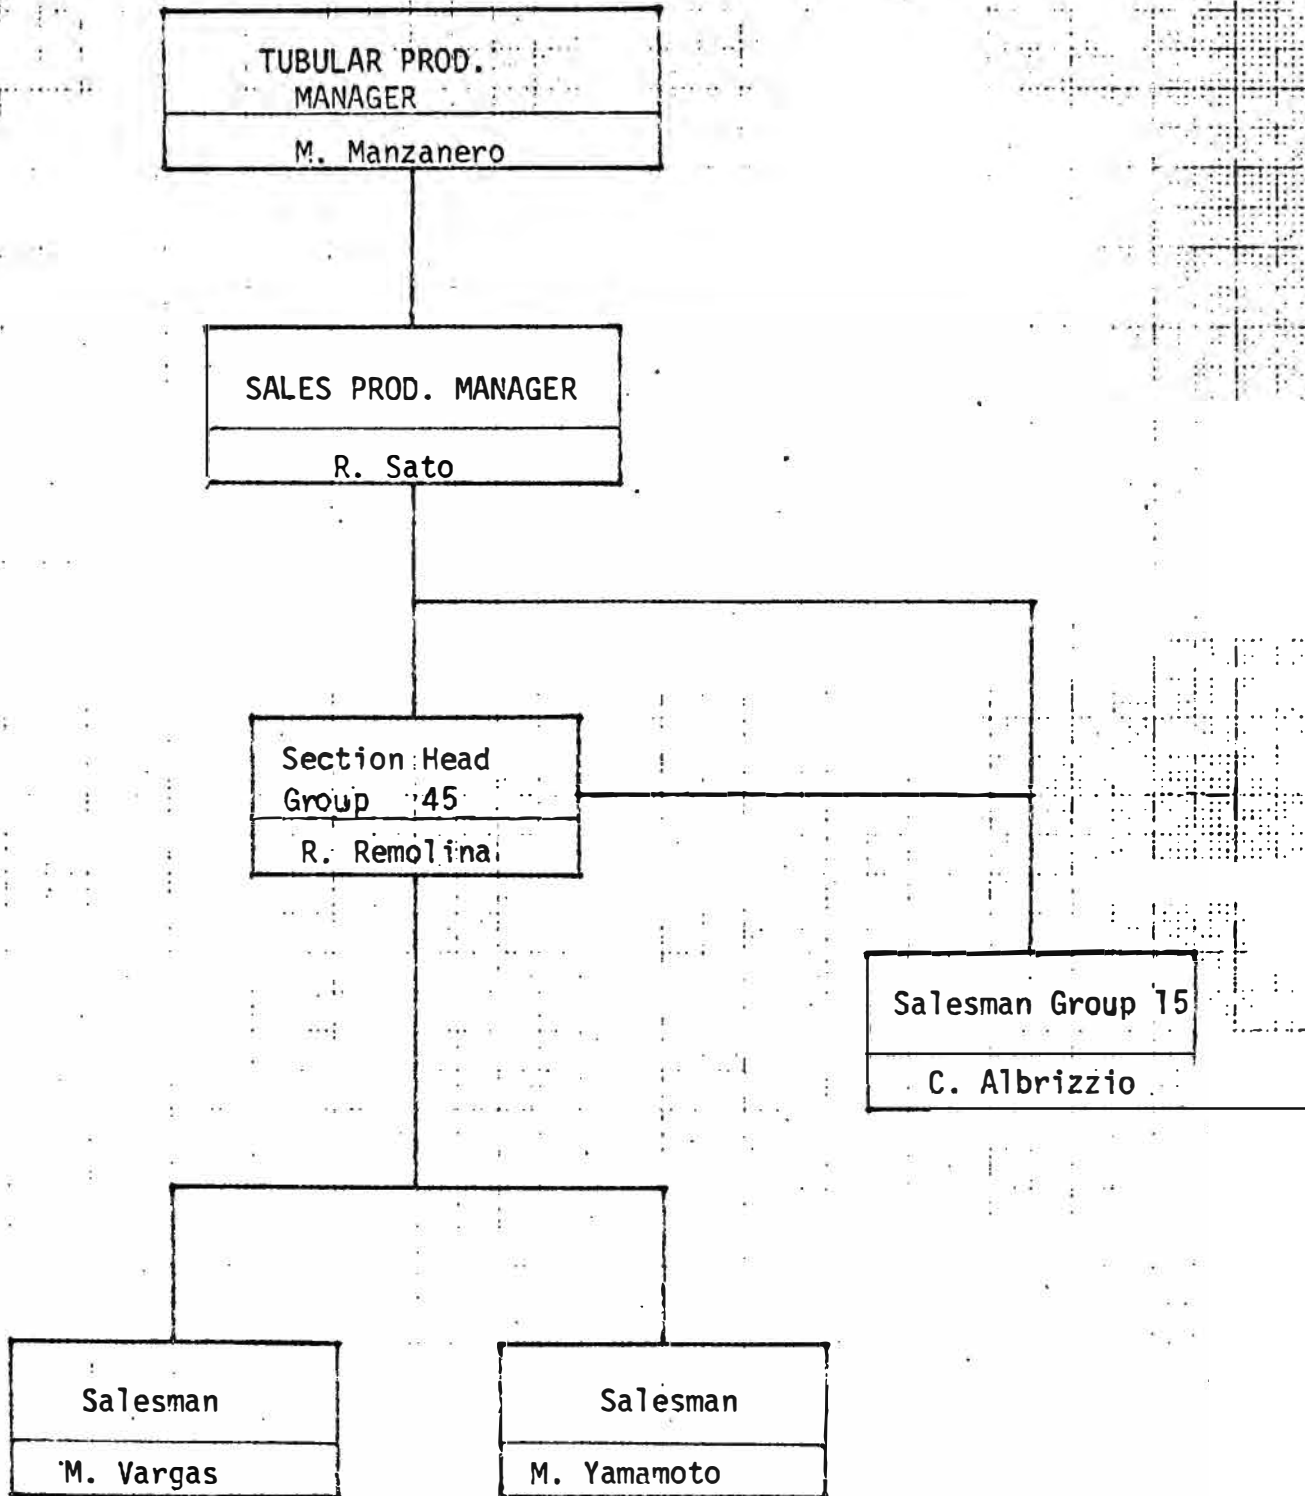 TUBULAR PROD.
MANAGER
M. Manzanero
SALES PROD. MANAGER
R. Sato
Section Head
Group 45
R. Remolina
Salesman Group 15
C. Albrizzio
Salesman
M. Vargas
Salesman
M. Yamamoto